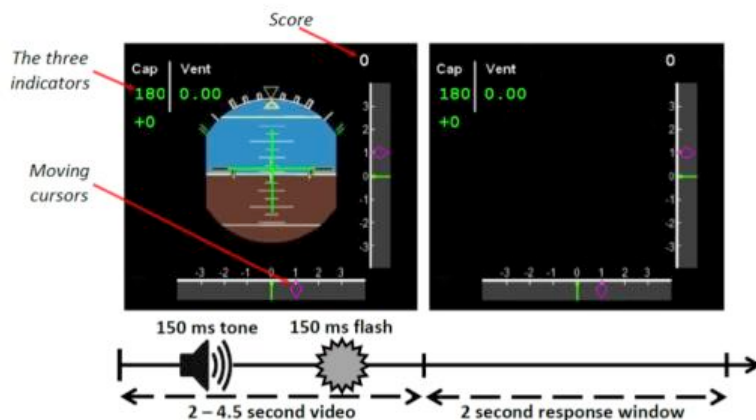 Score
The three
indicators
Moving
cursors
0
Cap Vent
180 0.00
+0
3
2
1
0
-1
-2
-3
-3 -2 -1 0 1 2 3
0
Cap Vent
180 0.00
+0
3
2
1
0
-1
-2
-3
-3 -2 -1 0 1 2 3
150 ms tone 150 ms flash
2 – 4.5 second video 2 second response window